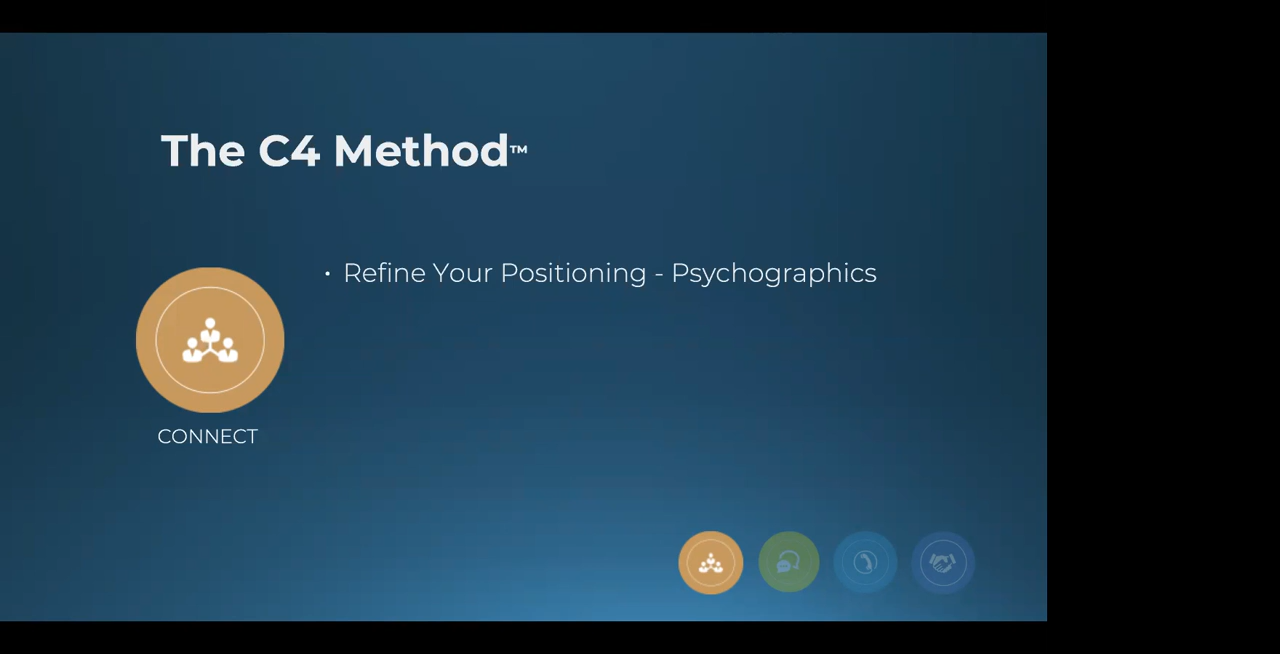 The C4 Method™
• Refine Your Positioning - Psychographics
CONNECT